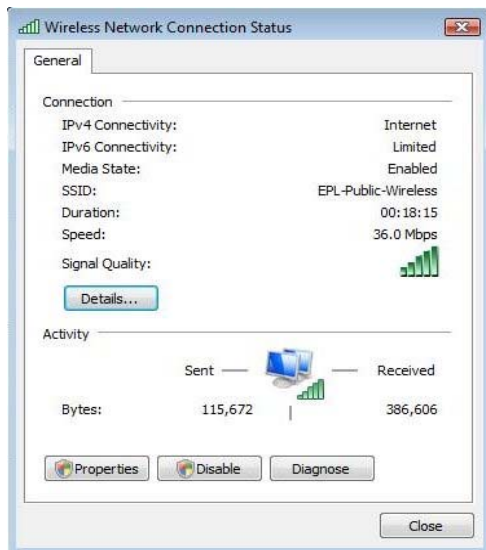 Wireless Network Connection Status
General
Connection
IPv4 Connectivity: Internet
IPv6 Connectivity: Limited
Media State: Enabled
SSID: EPL-Public-Wireless
Duration: 00:18:15
Speed: 36.0 Mbps
Signal Quality:
Details...
Activity
Sent Received
Bytes: 115,672 386,606
Properties Disable Diagnose
Close